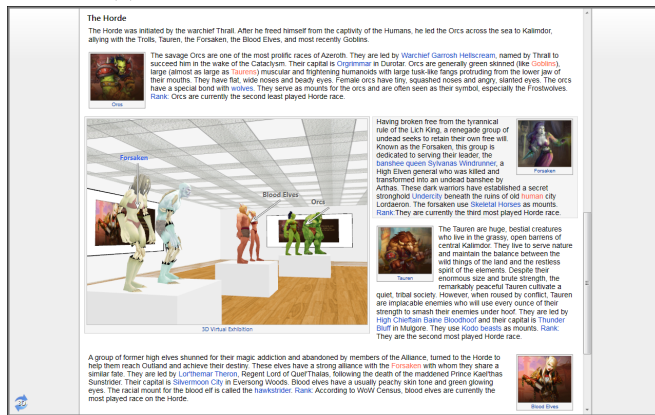 The Horde
The Horde was initiated by the warchief Thrall. After he freed himself from the captivity of the Humans, he led the Orcs across the sea to Kalimdor,
allying with the Trolls, Tauren, the Forsaken, the Blood Elves, and most recently Goblins.
The savage Orcs are one of the most prolific races of Azeroth. They are led by Warchief Garrosh Hellscream, named by Thrall to
succeed him in the wake of the Cataclysm. Their capital is Orgrimmar in Durotar. Orcs are generally green skinned (like Goblins),
large (almost as large as Taurens) muscular and frightening humanoids with large tusk-like fangs protruding from the lower jaw of
their mouths. They have flat, wide noses and beady eyes. Female orcs have tiny, squashed noses and angry, slanted eyes. The orcs
have a special bond with wolves. They serve as mounts for the orcs and are often seen as their symbol, especially the Frostwolves.
Rank: Orcs are currently the second least played Horde race.
Orcs
Forsaken
Blood Elves
Orcs
3D Virtual Exhibition
Having broken free from the tyrannical
rule of the Lich King, a renegade group of
undead seeks to retain their own free will.
Known as the Forsaken, this group is
dedicated to serving their leader, the
banshee queen Sylvanas Windrunner, a
High Elven general who was killed and
transformed into an undead banshee by
Arthas. These dark warriors have established a secret
stronghold Undercity beneath the ruins of old human city
Lordaeron. The forsaken use Skeletal Horses as mounts.
Rank:They are currently the third most played Horde race.
Forsaken
The Tauren are huge, bestial creatures
who live in the grassy, open barrens of
central Kalimdor. They live to serve nature
and maintain the balance between the
wild things of the land and the restless
spirit of the elements. Despite their
enormous size and brute strength, the
remarkably peaceful Tauren cultivate a
quiet, tribal society. However, when roused by conflict, Tauren
are implacable enemies who will use every ounce of their
strength to smash their enemies under hoof. They are led by
High Chieftain Baine Bloodhoof and their capital is Thunder
Bluff in Mulgore. They use Kodo beasts as mounts. Rank:
They are the second most played Horde race.
Tauren
A group of former high elves shunned for their magic addiction and abandoned by members of the Alliance, turned to the Horde to
help them reach Outland and achieve their destiny. These elves have a strong alliance with the Forsaken with whom they share a
similar fate. They are led by Lor'themar Theron, Regent Lord of Quel'Thalas, following the death of the maddened Prince Kael'thas
Sunstrider. Their capital is Silvermoon City in Eversong Woods. Blood elves have a usually peachy skin tone and green glowing
eyes. The racial mount for the blood elf is called the hawkstrider. Rank: According to WoW Census, blood elves are currently the
most played race on the Horde.
Blood Elves